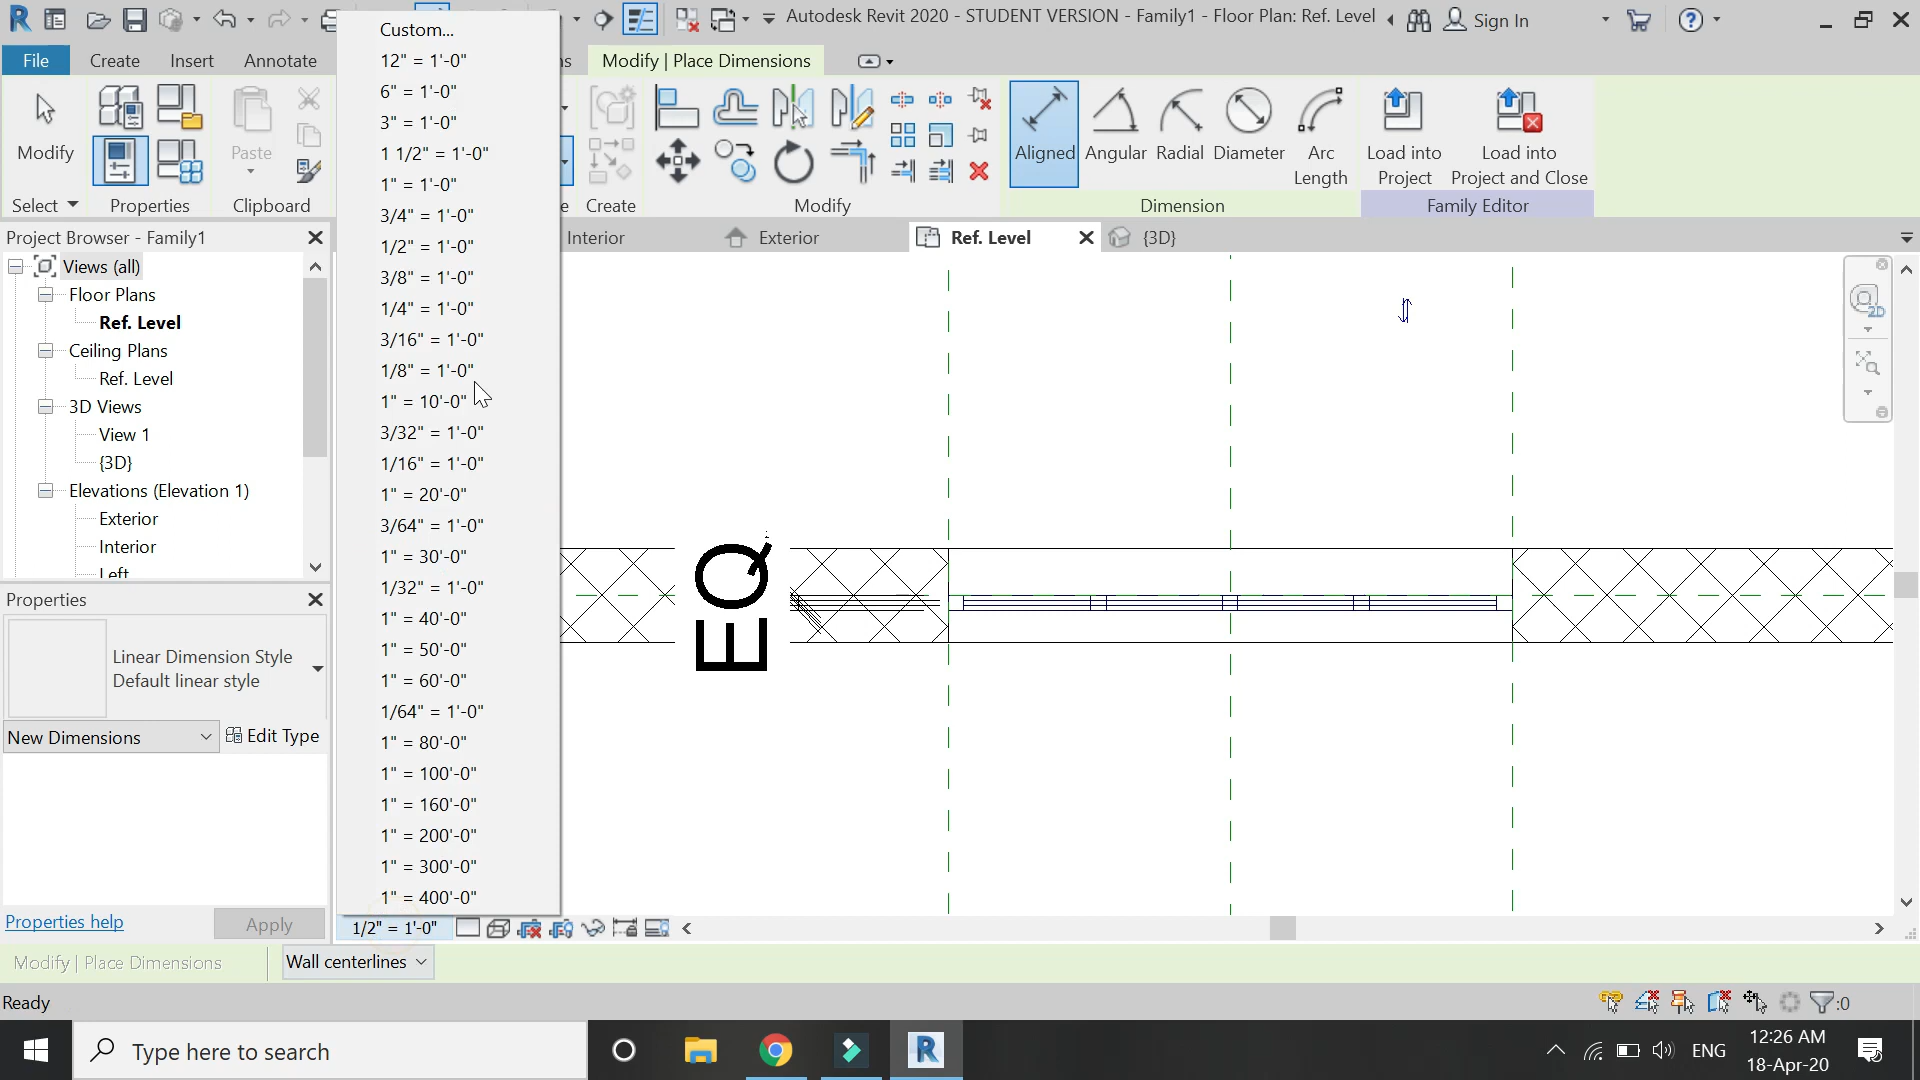 Autodesk Revit 2020 - STUDENT VERSION - Family1 - Floor Plan: Ref. Level
Sign In
File
Create
Insert
Annotate
Modify | Place Dimensions
Modify
Paste
Aligned
Angular
Radial
Diameter
Arc
Length
Load into
Project
Load into
Project and Close
Select
Properties
Clipboard
Create
Modify
Dimension
Family Editor
Project Browser - Family1
Interior
Exterior
Ref. Level
{3D}
Views (all)
Floor Plans
Ref. Level
Ceiling Plans
Ref. Level
3D Views
View 1
{3D}
Elevations (Elevation 1)
Exterior
Interior
Left
Properties
Linear Dimension Style
Default linear style
New Dimensions
Edit Type
Properties help
Apply
Custom...
12" = 1'-0"
6" = 1'-0"
3" = 1'-0"
1 1/2" = 1'-0"
1" = 1'-0"
3/4" = 1'-0"
1/2" = 1'-0"
3/8" = 1'-0"
1/4" = 1'-0"
3/16" = 1'-0"
1/8" = 1'-0"
1" = 10'-0"
3/32" = 1'-0"
1/16" = 1'-0"
1" = 20'-0"
3/64" = 1'-0"
1" = 30'-0"
1/32" = 1'-0"
1" = 40'-0"
1" = 50'-0"
1" = 60'-0"
1/64" = 1'-0"
1" = 80'-0"
1" = 100'-0"
1" = 160'-0"
1" = 200'-0"
1" = 300'-0"
1" = 400'-0"
EQ
1/2" = 1'-0"
Modify | Place Dimensions
Wall centerlines
Ready
:0
Type here to search
ENG
12:26 AM
18-Apr-20